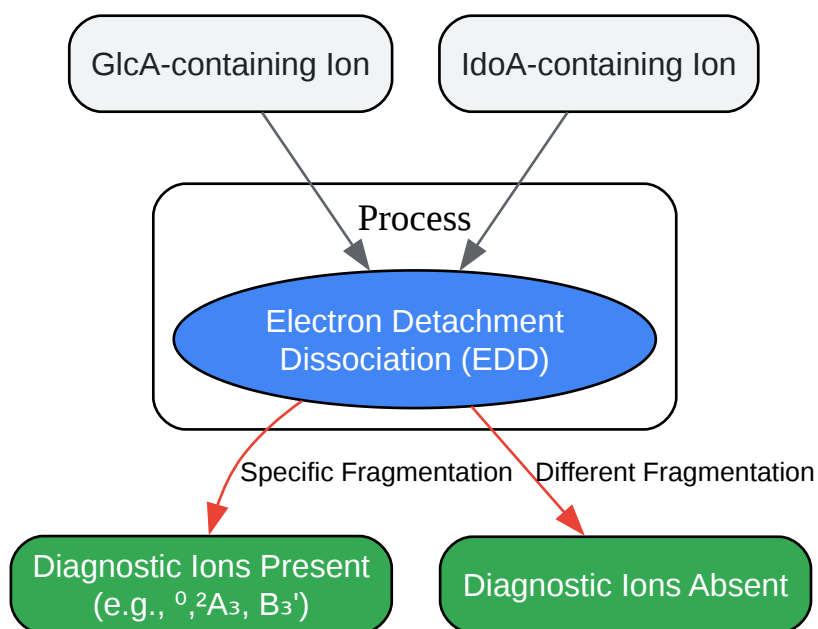 GlcA-containing Ion
IdoA-containing Ion
Process
Electron Detachment
Dissociation (EDD)
Specific Fragmentation
Different Fragmentation
Diagnostic Ions Present
(e.g., ⁰,²A₃, B₃')
Diagnostic Ions Absent